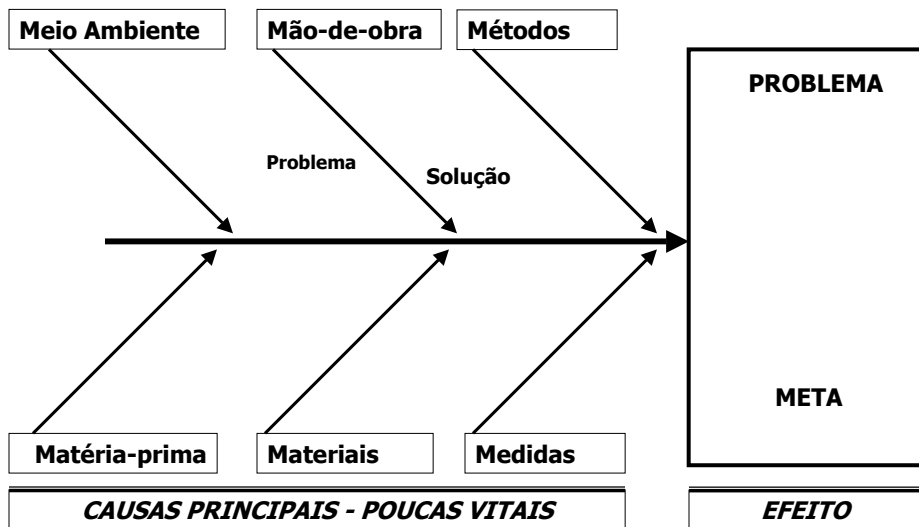 Meio Ambiente
Mão-de-obra
Métodos
PROBLEMA
Problema
Solução
META
Matéria-prima
Materiais
Medidas
CAUSAS PRINCIPAIS - POUCAS VITAIS
EFEITO